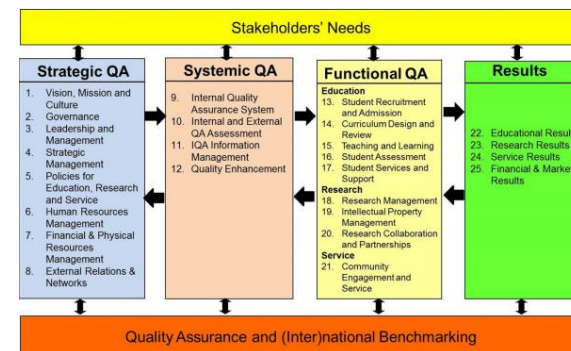 Stakeholders' Needs
Strategic QA
1. Vision, Mission and
Culture
2. Governance
3. Leadership and
Management
4. Strategic
Management
5. Policies for
Education, Research
and Service
6. Human Resources
Management
7. Financial & Physical
Resources
Management
8. External Relations &
Networks
Systemic QA
9. Internal Quality
Assurance System
10. Internal and External
QA Assessment
11. IQA Information
Management
12. Quality Enhancement
Functional QA
Education
13. Student Recruitment
and Admission
14. Curriculum Design and
Review
15. Teaching and Learning
16. Student Assessment
17. Student Services and
Support
Research
18. Research Management
19. Intellectual Property
Management
20. Research Collaboration
and Partnerships
Service
21. Community
Engagement and
Service
Results
22. Educational Resul
23. Research Results
24. Service Results
25. Financial & Market
Results
Quality Assurance and (Inter)national Benchmarking